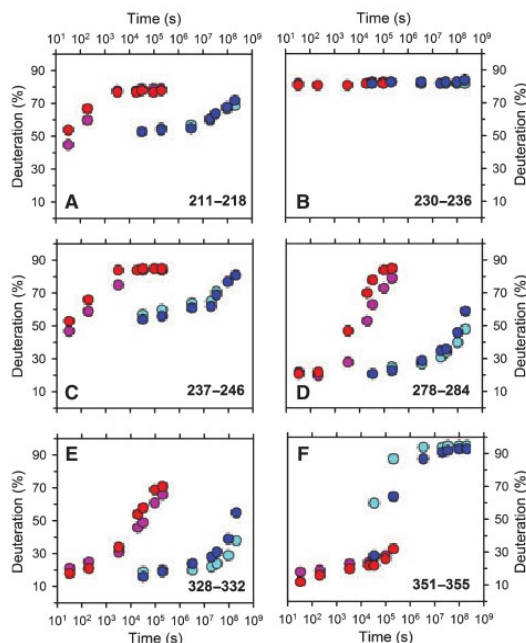 Time (s)
10¹ 10² 10³ 10⁴ 10⁵ 10⁶ 10⁷ 10⁸ 10⁹
Deuteration (%)
90
70
50
30
10
A
211–218
Time (s)
10¹ 10² 10³ 10⁴ 10⁵ 10⁶ 10⁷ 10⁸ 10⁹
B
230–236
90
70
50
30
10
Deuteration (%)
Deuteration (%)
90
70
50
30
10
C
237–246
D
278–284
90
70
50
30
10
Deuteration (%)
Deuteration (%)
90
70
50
30
10
E
328–332
10¹ 10² 10³ 10⁴ 10⁵ 10⁶ 10⁷ 10⁸ 10⁹
Time (s)
F
351–355
90
70
50
30
10
Deuteration (%)
10¹ 10² 10³ 10⁴ 10⁵ 10⁶ 10⁷ 10⁸ 10⁹
Time (s)